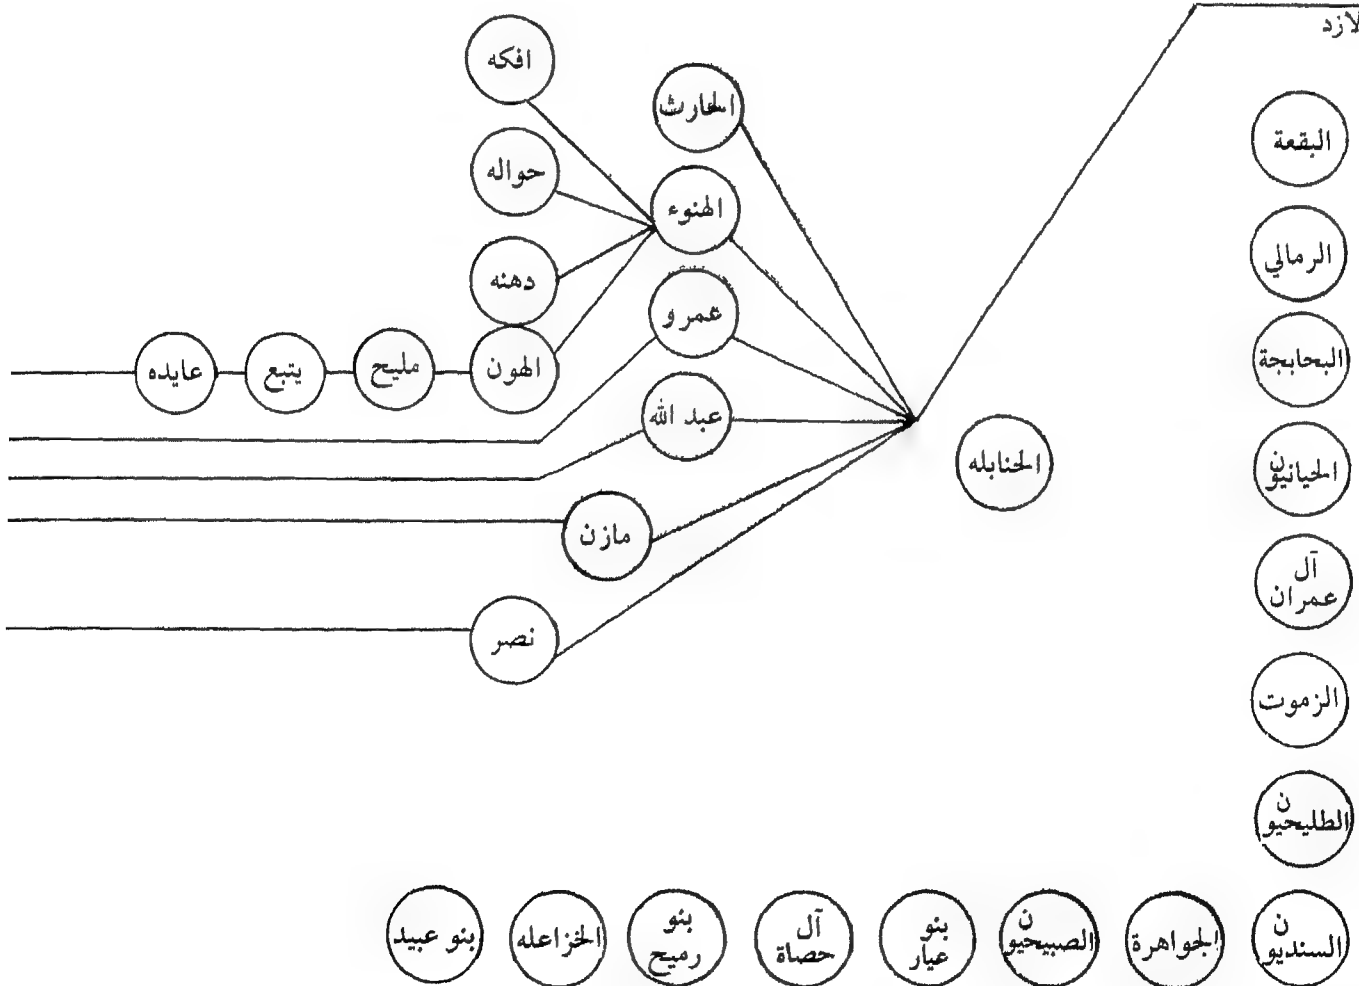 لازد
البقعة
الرمالي
البحابجة
الحيانيون
آل
عمران
الزموت
الطليحيون
السنديون
الجواهرة
الصبيحيون
بنو
عيار
آل
حصاة
بنو
رميح
الخزاعله
بنو عبيد
الحنابله
الحارث
الهنوء
عمرو
عبد الله
مازن
نصر
افكه
حواله
دهنه
الهون
مليح
يتبع
عايده